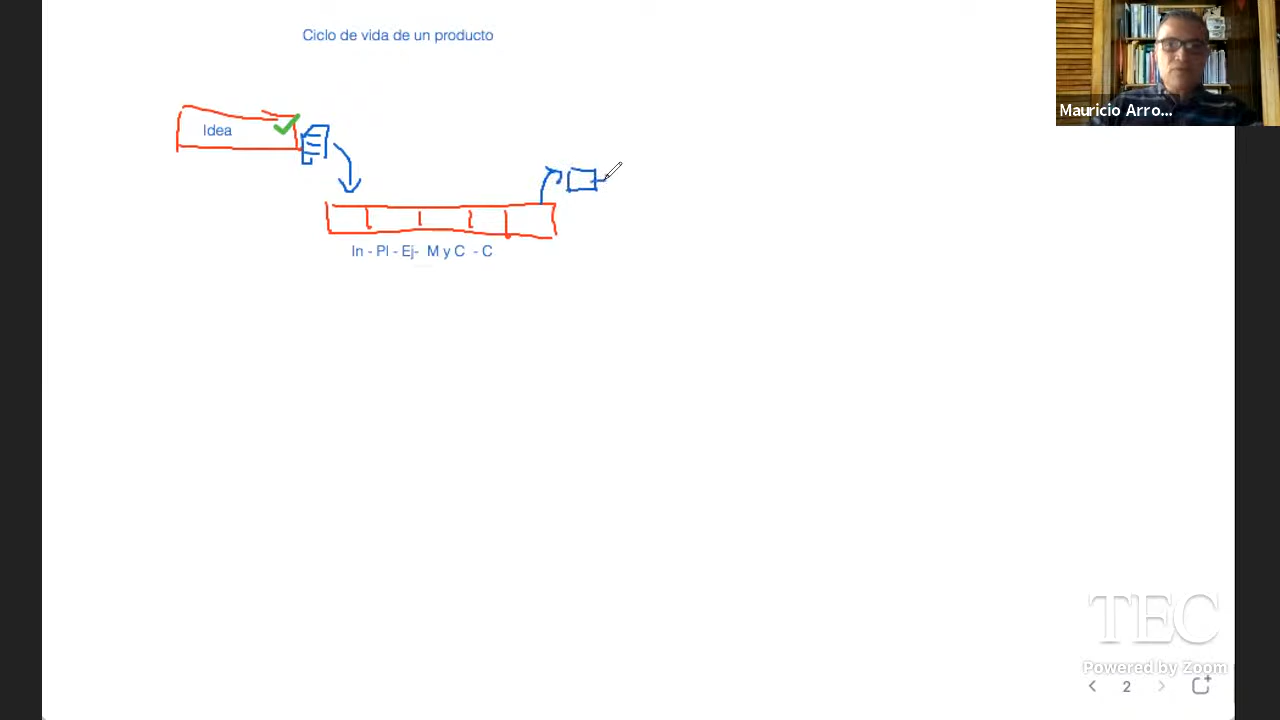 Ciclo de vida de un producto
Mauricio Arro...
Idea
In - Pl - Ej- M y C - C
TEC
Powered by Zoom
2